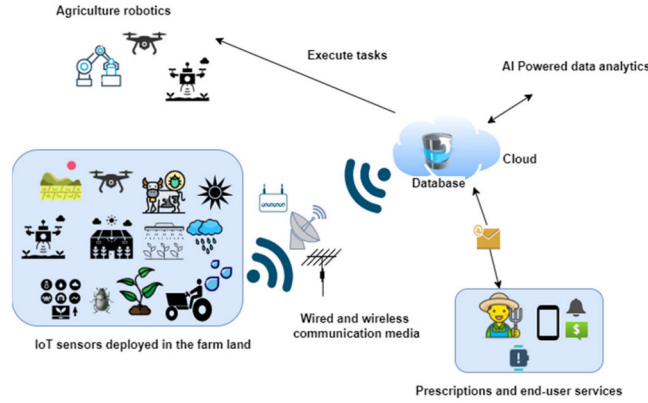 Agriculture robotics
Execute tasks
AI Powered data analytics
Cloud
Database
Wired and wireless
communication media
IoT sensors deployed in the farm land
Prescriptions and end-user services